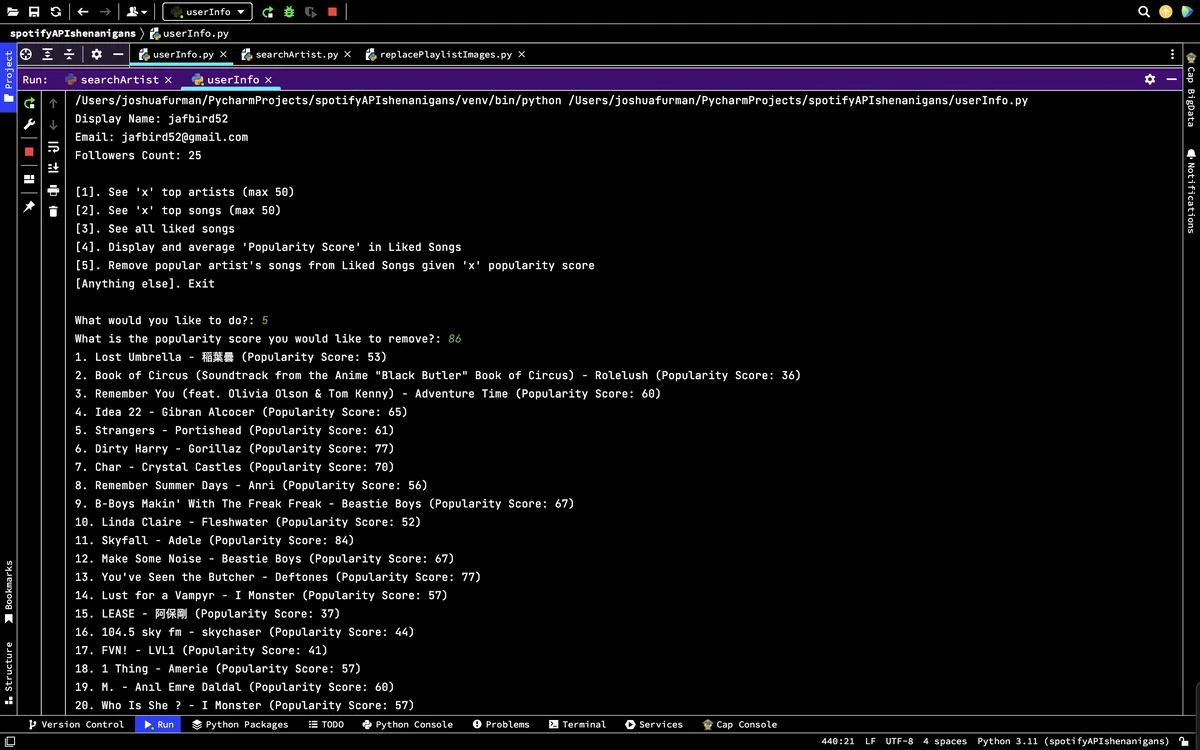 userInfo
spotifyAPIshenanigans 〉 userInfo.py
Project
userInfo.py × searchArtist.py × replacePlaylistImages.py ×
Run: searchArtist × userInfo ×
/Users/joshuafurman/PycharmProjects/spotifyAPIshenanigans/venv/bin/python /Users/joshuafurman/PycharmProjects/spotifyAPIshenanigans/userInfo.py
Display Name: jafbird52
Email: jafbird52@gmail.com
Followers Count: 25
[1]. See 'x' top artists (max 50)
[2]. See 'x' top songs (max 50)
[3]. See all liked songs
[4]. Display and average 'Popularity Score' in Liked Songs
[5]. Remove popular artist's songs from Liked Songs given 'x' popularity score
[Anything else]. Exit
What would you like to do?: 5
What is the popularity score you would like to remove?: 86
1. Lost Umbrella - 稲葉曇 (Popularity Score: 53)
2. Book of Circus (Soundtrack from the Anime "Black Butler" Book of Circus) - Rolelush (Popularity Score: 36)
3. Remember You (feat. Olivia Olson & Tom Kenny) - Adventure Time (Popularity Score: 60)
4. Idea 22 - Gibran Alcocer (Popularity Score: 65)
5. Strangers - Portishead (Popularity Score: 61)
6. Dirty Harry - Gorillaz (Popularity Score: 77)
7. Char - Crystal Castles (Popularity Score: 70)
8. Remember Summer Days - Anri (Popularity Score: 56)
9. B-Boys Makin' With The Freak Freak - Beastie Boys (Popularity Score: 67)
10. Linda Claire - Fleshwater (Popularity Score: 52)
11. Skyfall - Adele (Popularity Score: 84)
12. Make Some Noise - Beastie Boys (Popularity Score: 67)
13. You've Seen the Butcher - Deftones (Popularity Score: 77)
14. Lust for a Vampyr - I Monster (Popularity Score: 57)
15. LEASE - 阿保剛 (Popularity Score: 37)
16. 104.5 sky fm - skychaser (Popularity Score: 44)
17. FVN! - LVL1 (Popularity Score: 41)
18. 1 Thing - Amerie (Popularity Score: 57)
19. M. - Anıl Emre Daldal (Popularity Score: 60)
20. Who Is She ? - I Monster (Popularity Score: 57)
Cap BigData
Notifications
Bookmarks
Structure
Version Control Run Python Packages TODO Python Console Problems Terminal Services Cap Console
440:21 LF UTF-8 4 spaces Python 3.11 (spotifyAPIshenanigans)